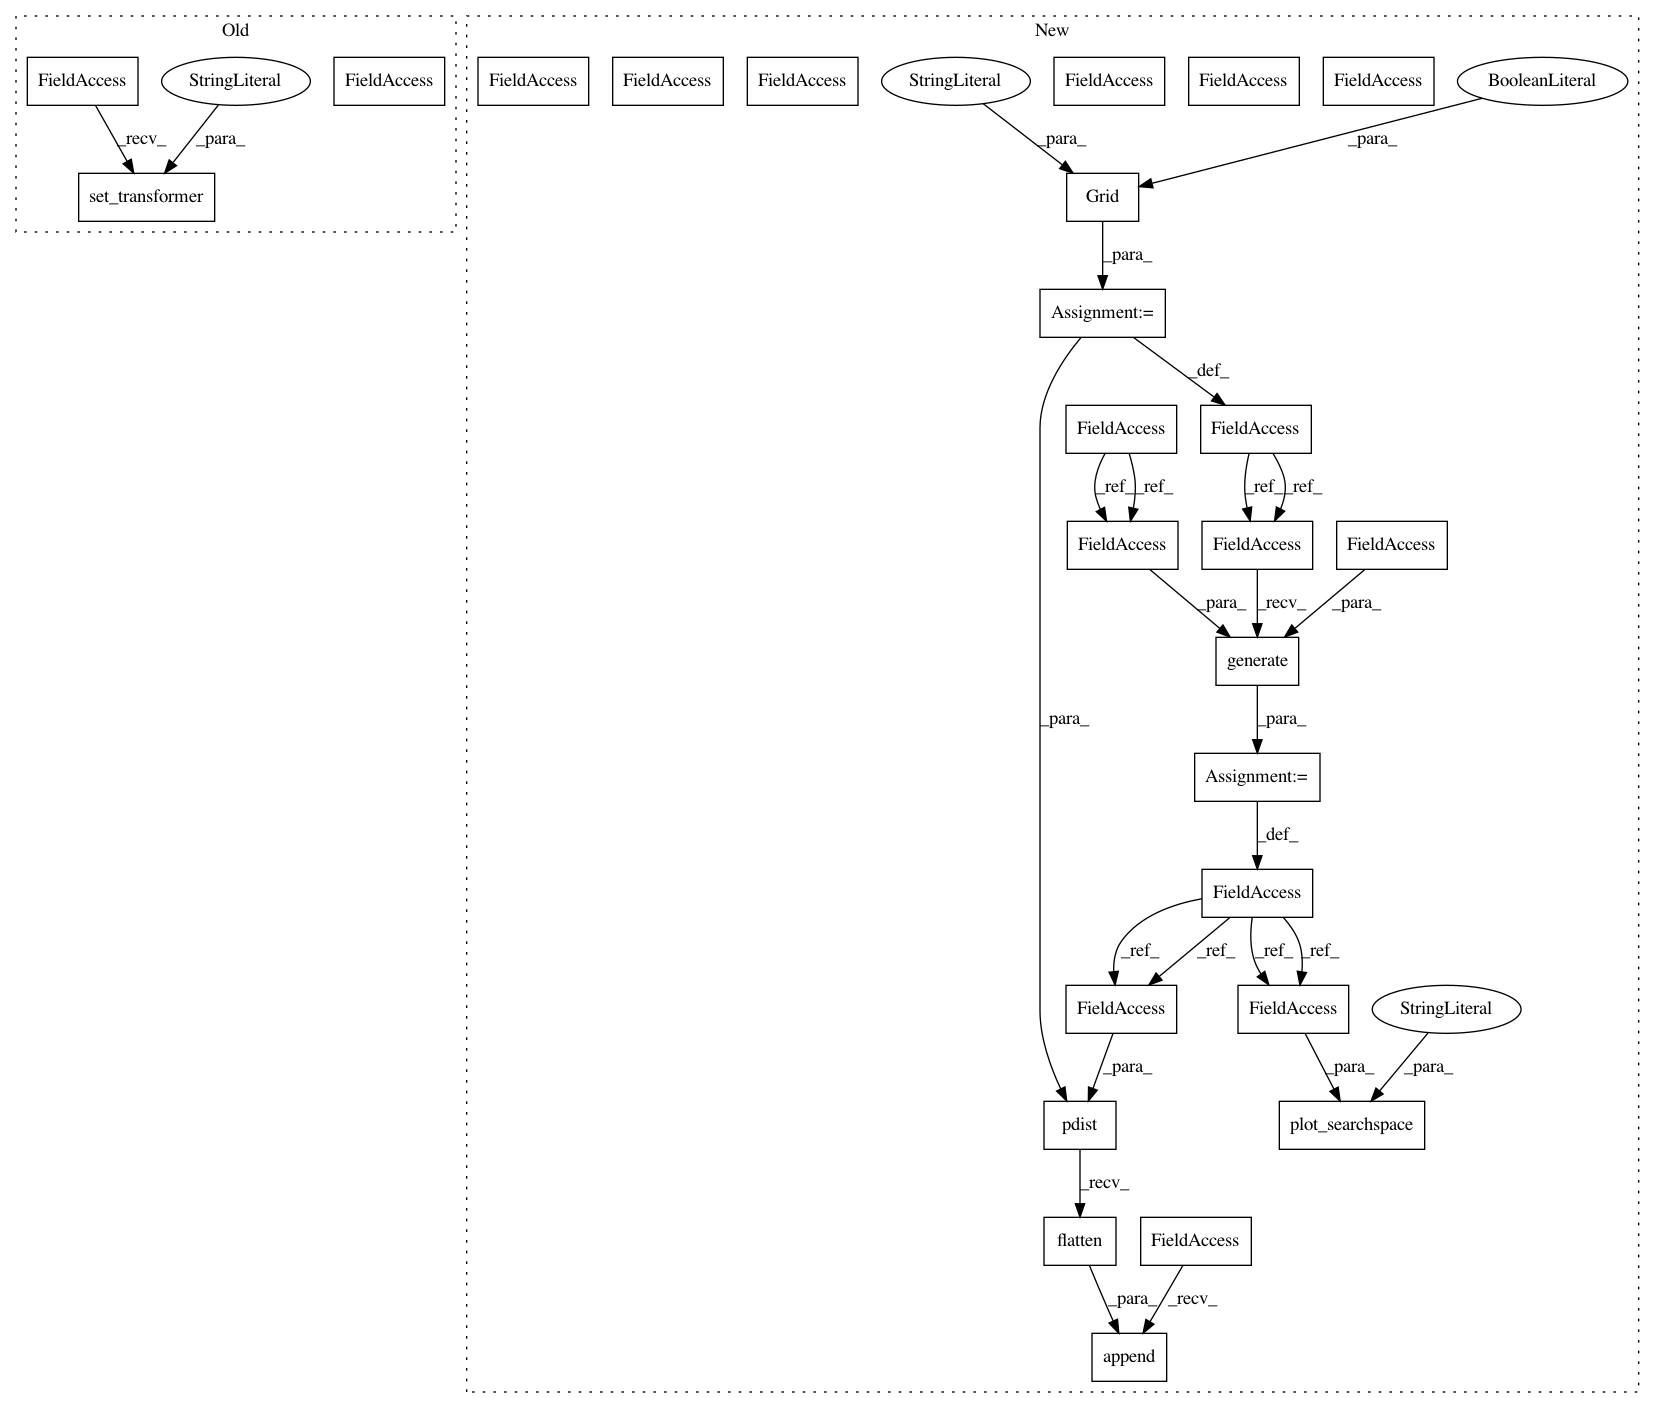 Old
New
FieldAccess
StringLiteral
FieldAccess
FieldAccess
FieldAccess
FieldAccess
StringLiteral
FieldAccess
FieldAccess
FieldAccess
BooleanLiteral
_recv_
_para_
_para_
_para_
set_transformer
Grid
_para_
Assignment:=
_def_
FieldAccess
FieldAccess
_ref_
_ref_
_ref_
_ref_
FieldAccess
FieldAccess
FieldAccess
_para_
_recv_
_para_
generate
_para_
_para_
Assignment:=
_def_
FieldAccess
_ref_
_ref_
_ref_
_ref_
FieldAccess
FieldAccess
StringLiteral
_para_
_para_
_para_
pdist
plot_searchspace
_recv_
flatten
FieldAccess
_para_
_recv_
append